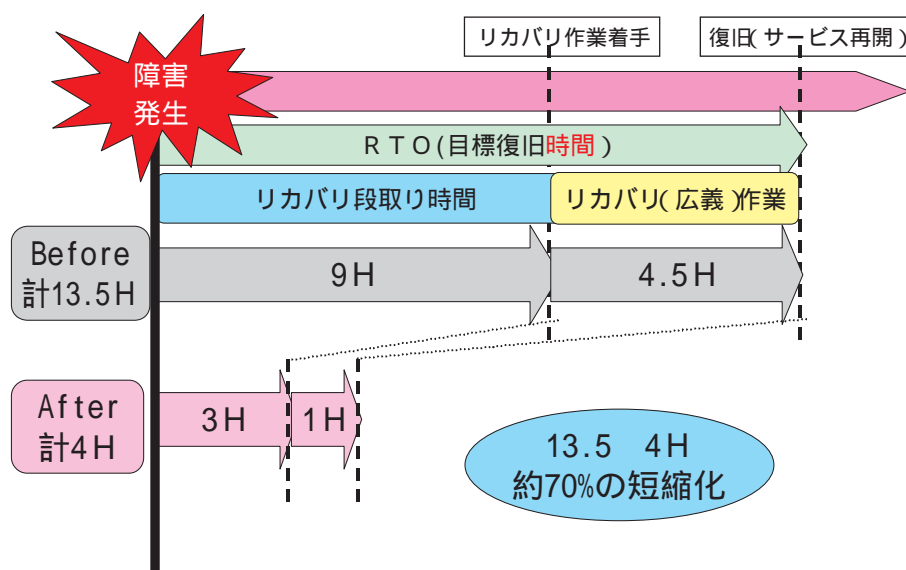 リカバリ作業着手
復旧(サービス再開)
障害
発生
RTO(目標復旧時間)
リカバリ段取り時間
リカバリ(広義)作業
Before
計13.5H
9H
4.5H
After
計4H
3H
1H
13.5 4H
約70%の短縮化